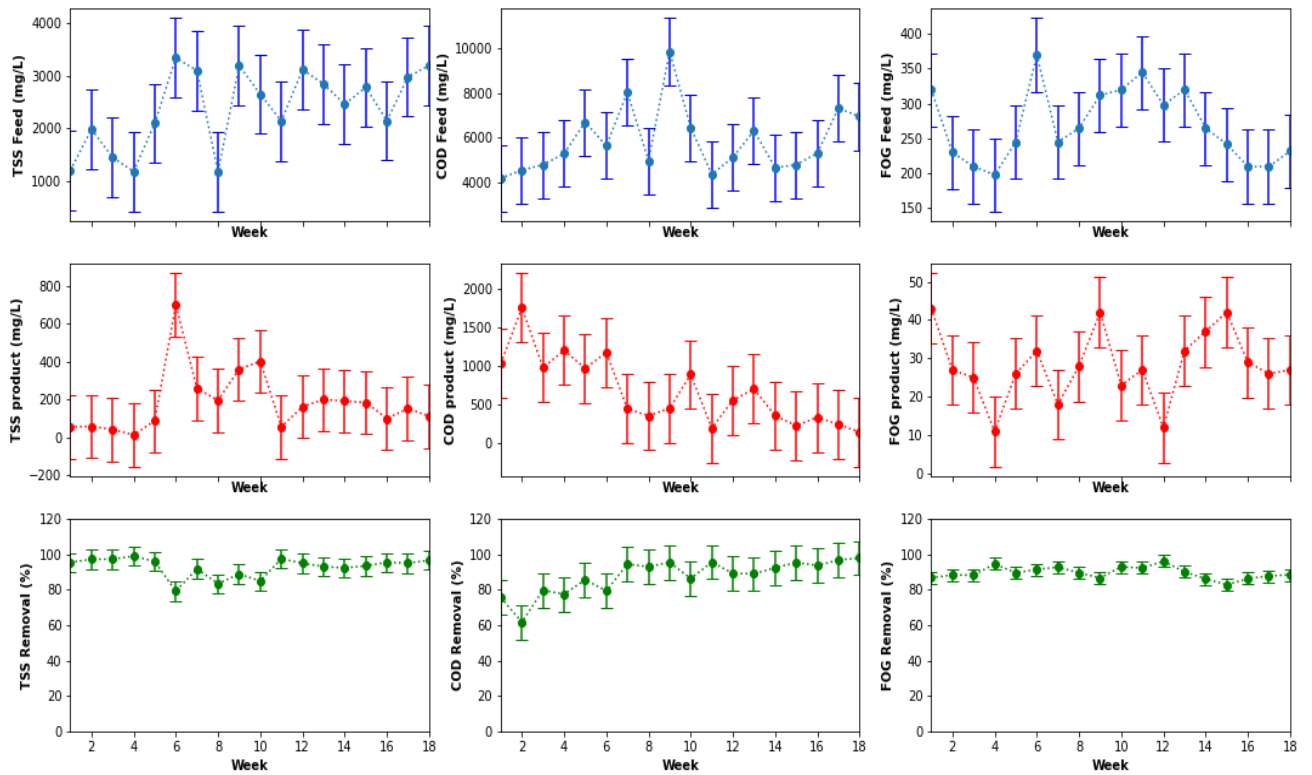 TSS Feed (mg/L)
4000
3000
2000
1000
Week
COD Feed (mg/L)
10000
8000
6000
4000
Week
FOG Feed (mg/L)
400
350
300
250
200
150
Week
TSS product (mg/L)
800
600
400
200
0
−200
Week
COD product (mg/L)
2000
1500
1000
500
0
Week
FOG product (mg/L)
50
40
30
20
10
0
Week
TSS Removal (%)
120
100
80
60
40
20
0
2 4 6 8 10 12 14 16 18
Week
COD Removal (%)
120
100
80
60
40
20
0
2 4 6 8 10 12 14 16 18
Week
FOG Removal (%)
120
100
80
60
40
20
0
2 4 6 8 10 12 14 16 18
Week